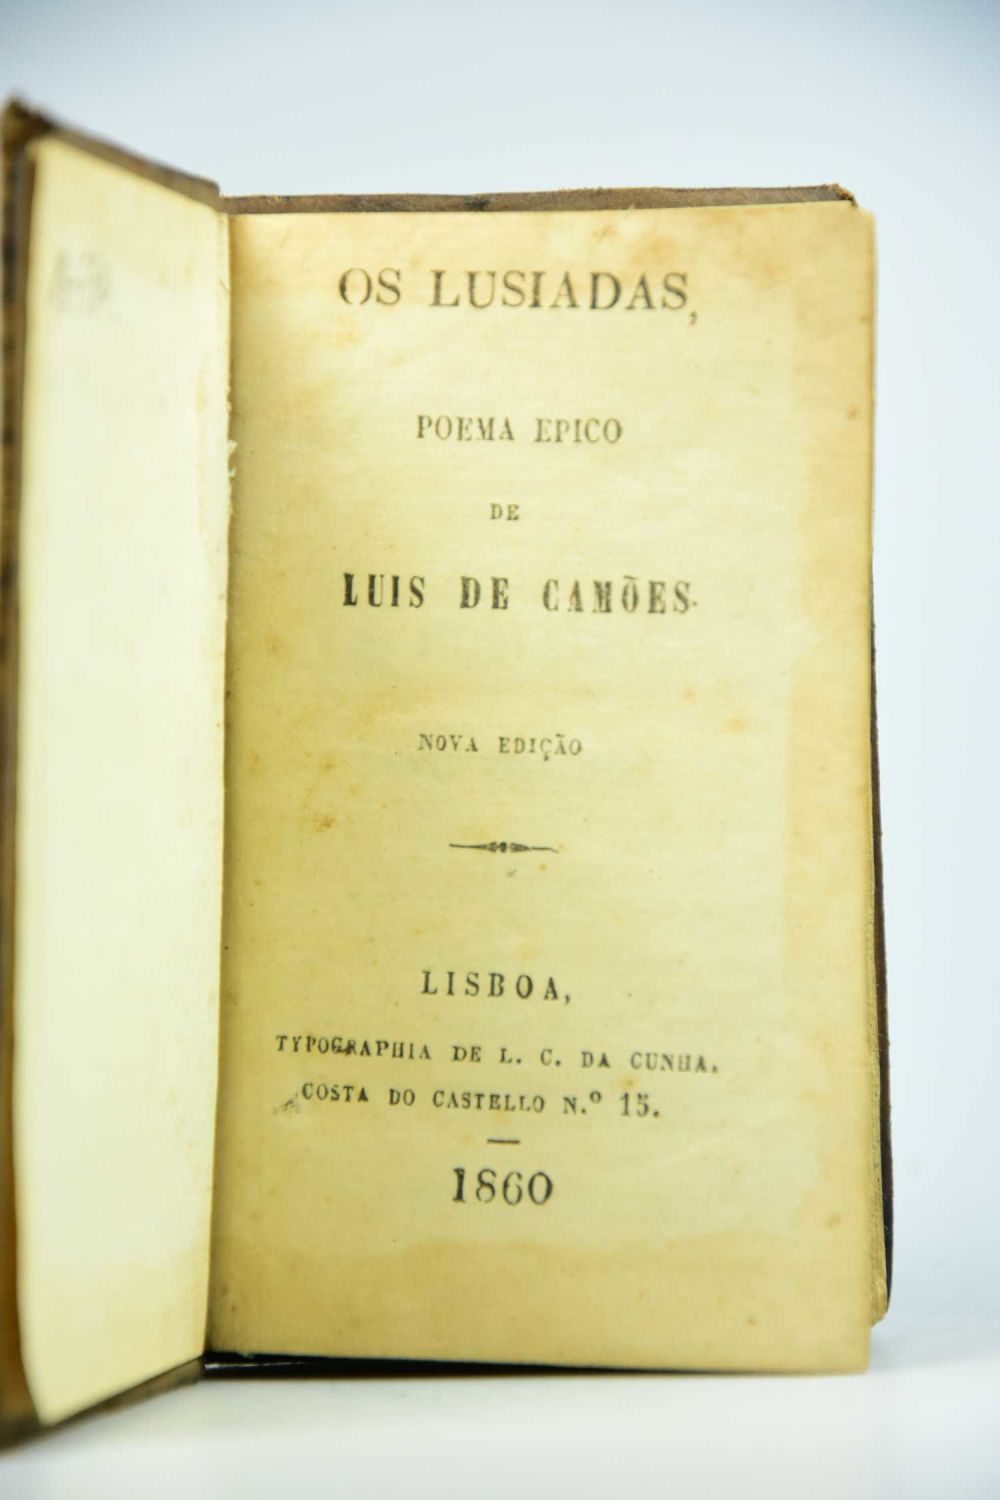 OS LUSIADAS,
POEMA EPICO
DE
LUIS DE CAMÕES.
NOVA EDIÇÃO
LISBOA,
TYPOGRAPHIA DE L. C. DA CUNHA.
COSTA DO CASTELLO N.º 15.
1860